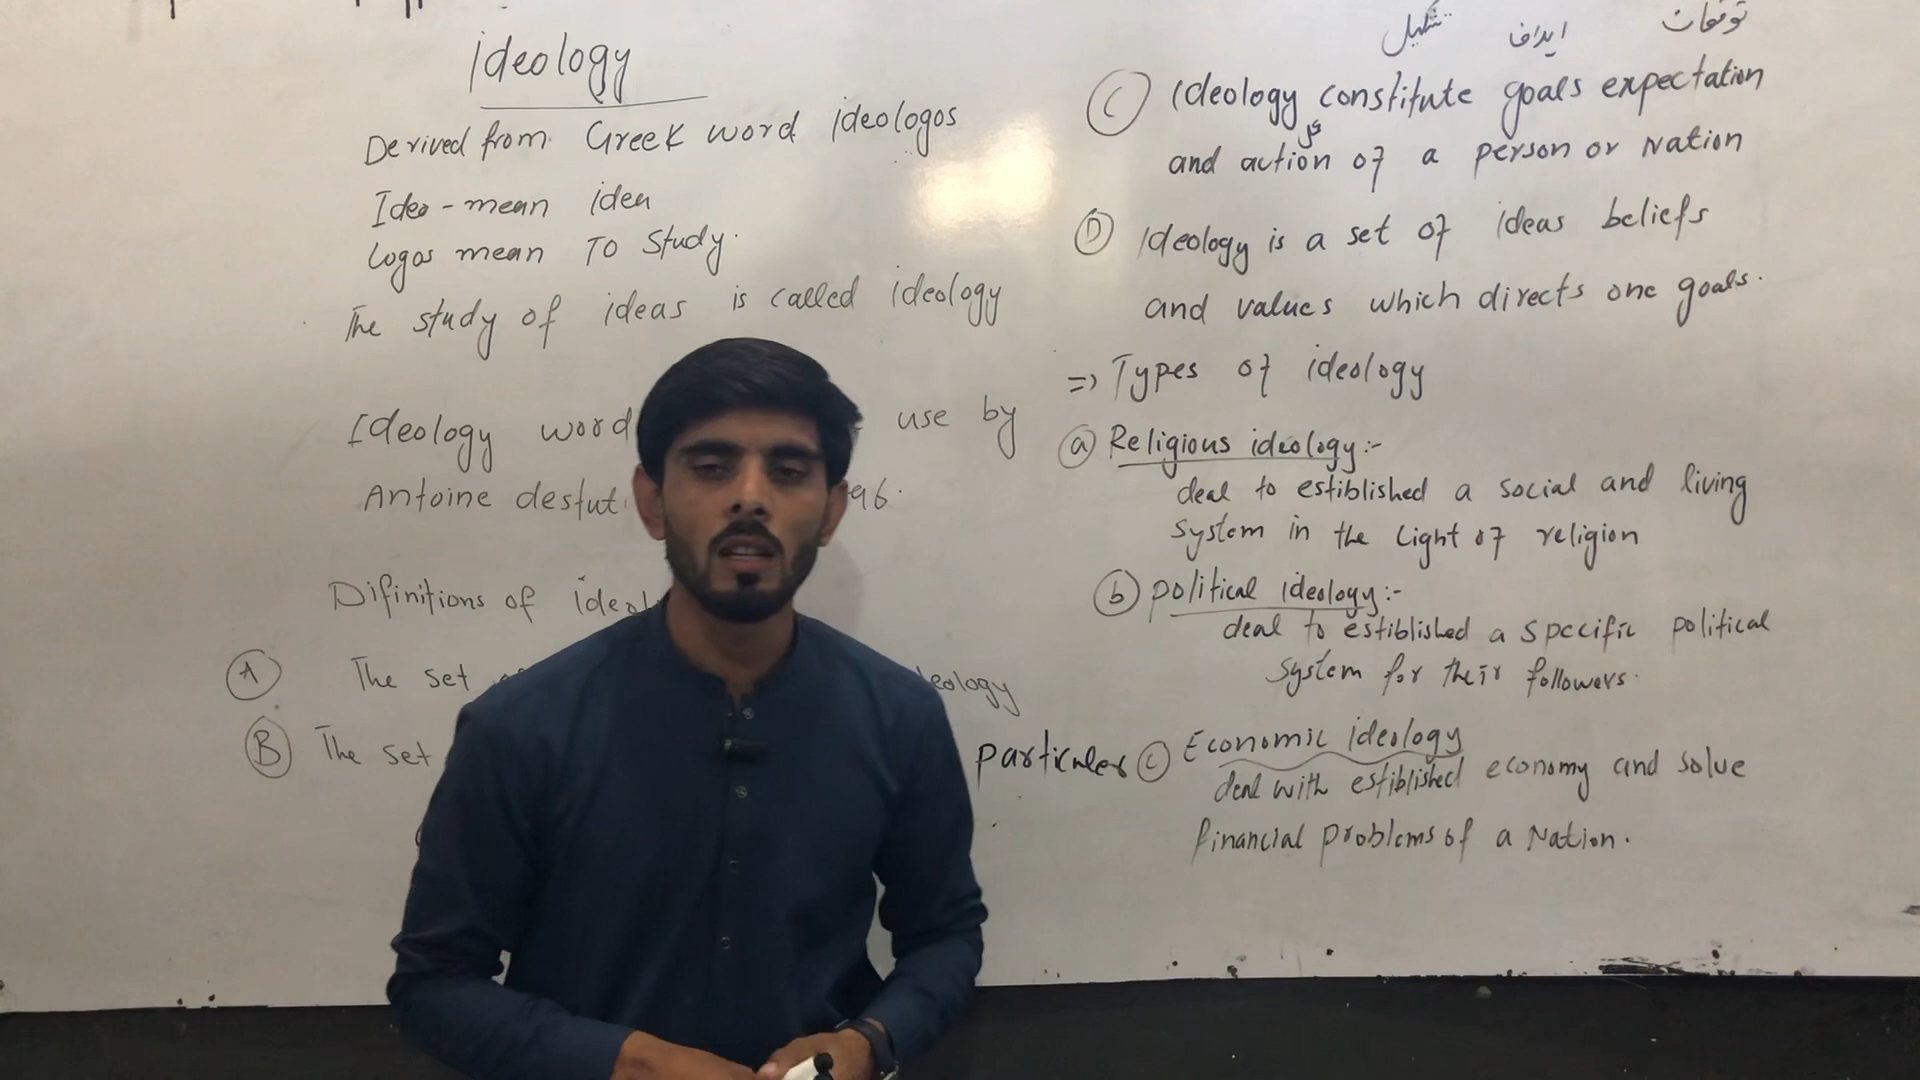 Ideology
Derived from Greek word ideologos
Ideo - mean idea
Logos mean To Study.
The study of ideas is called ideology
Ideology word use by
Antoine destut 96.
Difinitions of
A The set
B The set particuler
توقعات اہداف تشکیل
C Ideology constitute goals expectation
and action of a person or Nation
D Ideology is a set of ideas beliefs
and values which directs one goals.
=> Types of ideology
a Religious ideology:-
deal to estiblished a social and living
system in the light of religion
b political ideology:-
deal to estiblished a specific political
system for their followers.
c Economic ideology
deal with estiblished economy and solve
financial problems of a Nation.